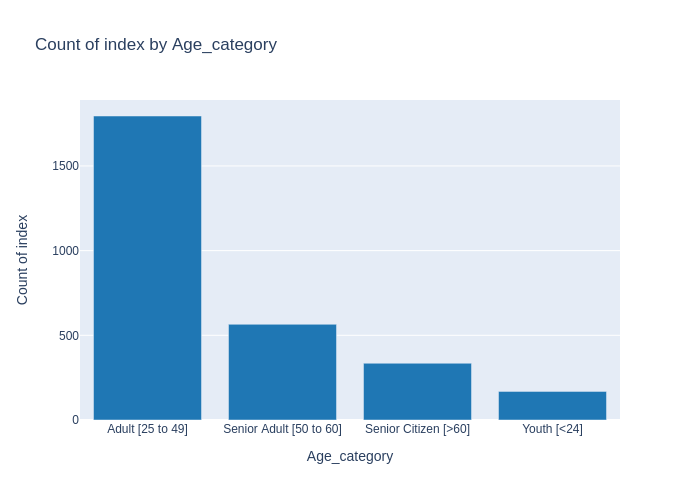 Count of index by Age_category
1500
1000
500
0
Count of index
Adult [25 to 49]
Senior Adult [50 to 60]
Senior Citizen [>60]
Youth [<24]
Age_category